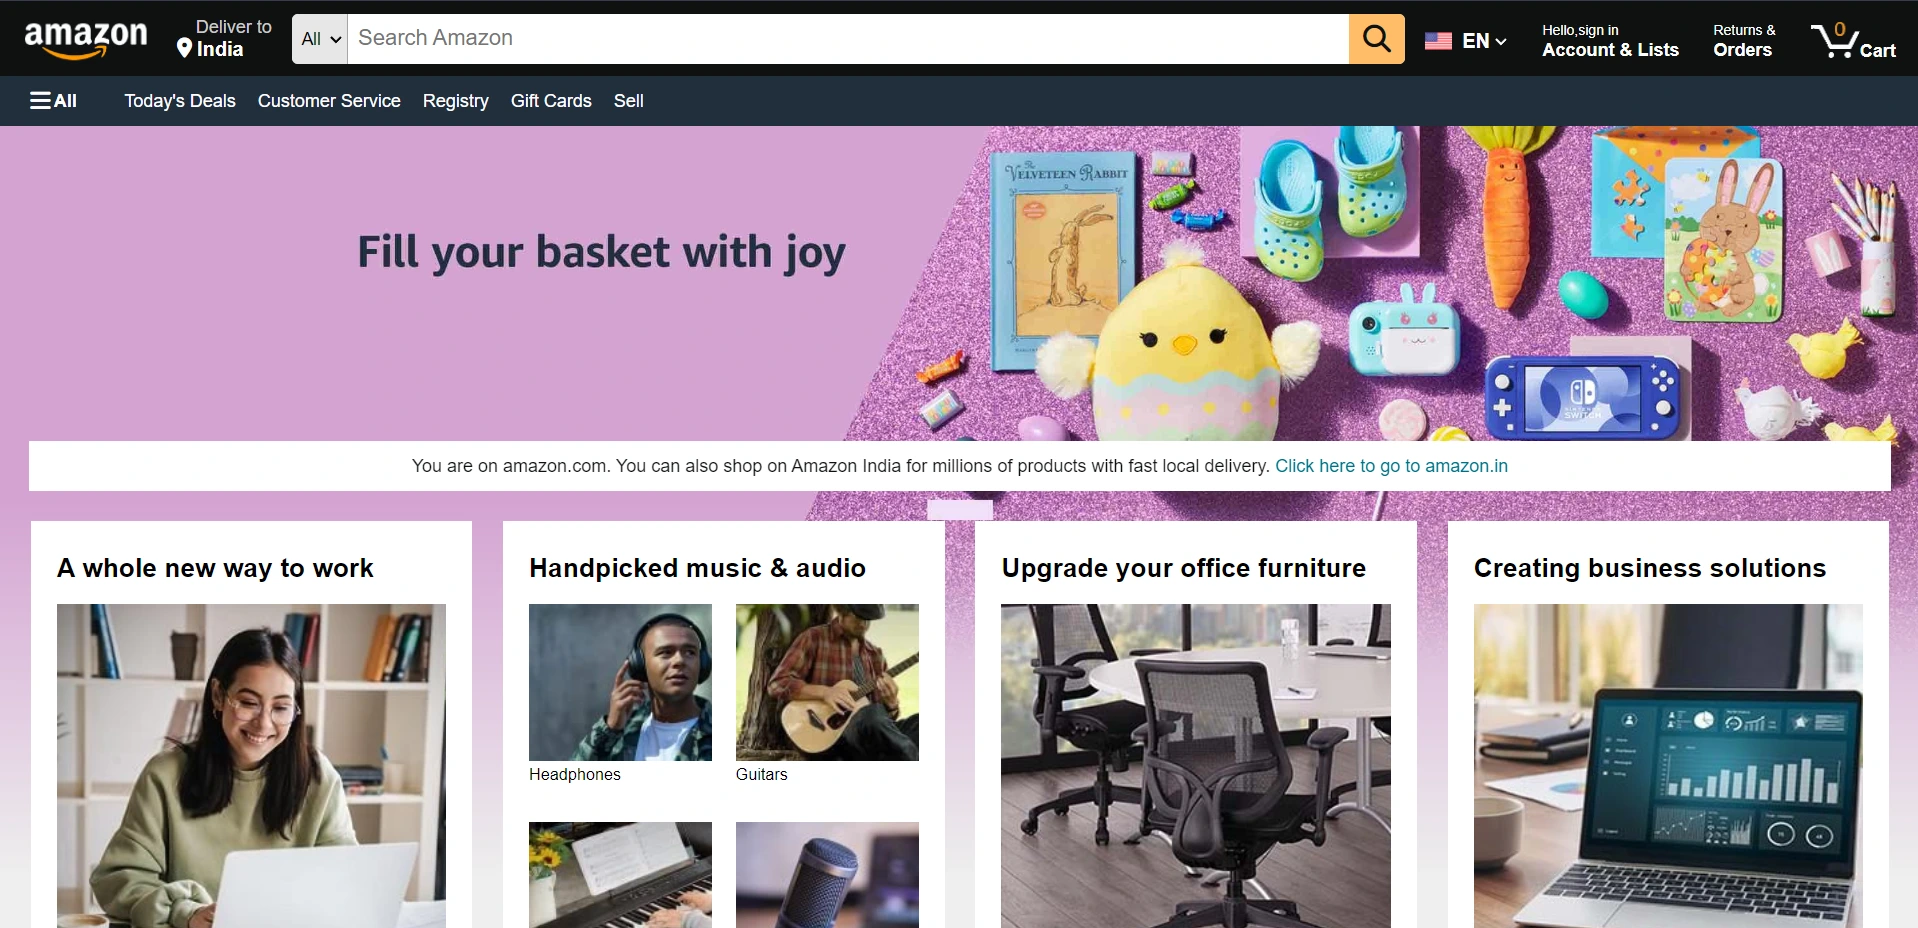 amazon
Deliver to
India
All
Search Amazon
EN
Hello,sign in
Account & Lists
Returns &
Orders
0
Cart
All
Today's Deals
Customer Service
Registry
Gift Cards
Sell
Fill your basket with joy
The
VELVETEEN RABBIT
NINTENDO
SWITCH
You are on amazon.com. You can also shop on Amazon India for millions of products with fast local delivery. Click here to go to amazon.in
A whole new way to work
Handpicked music & audio
Upgrade your office furniture
Creating business solutions
Headphones
Guitars